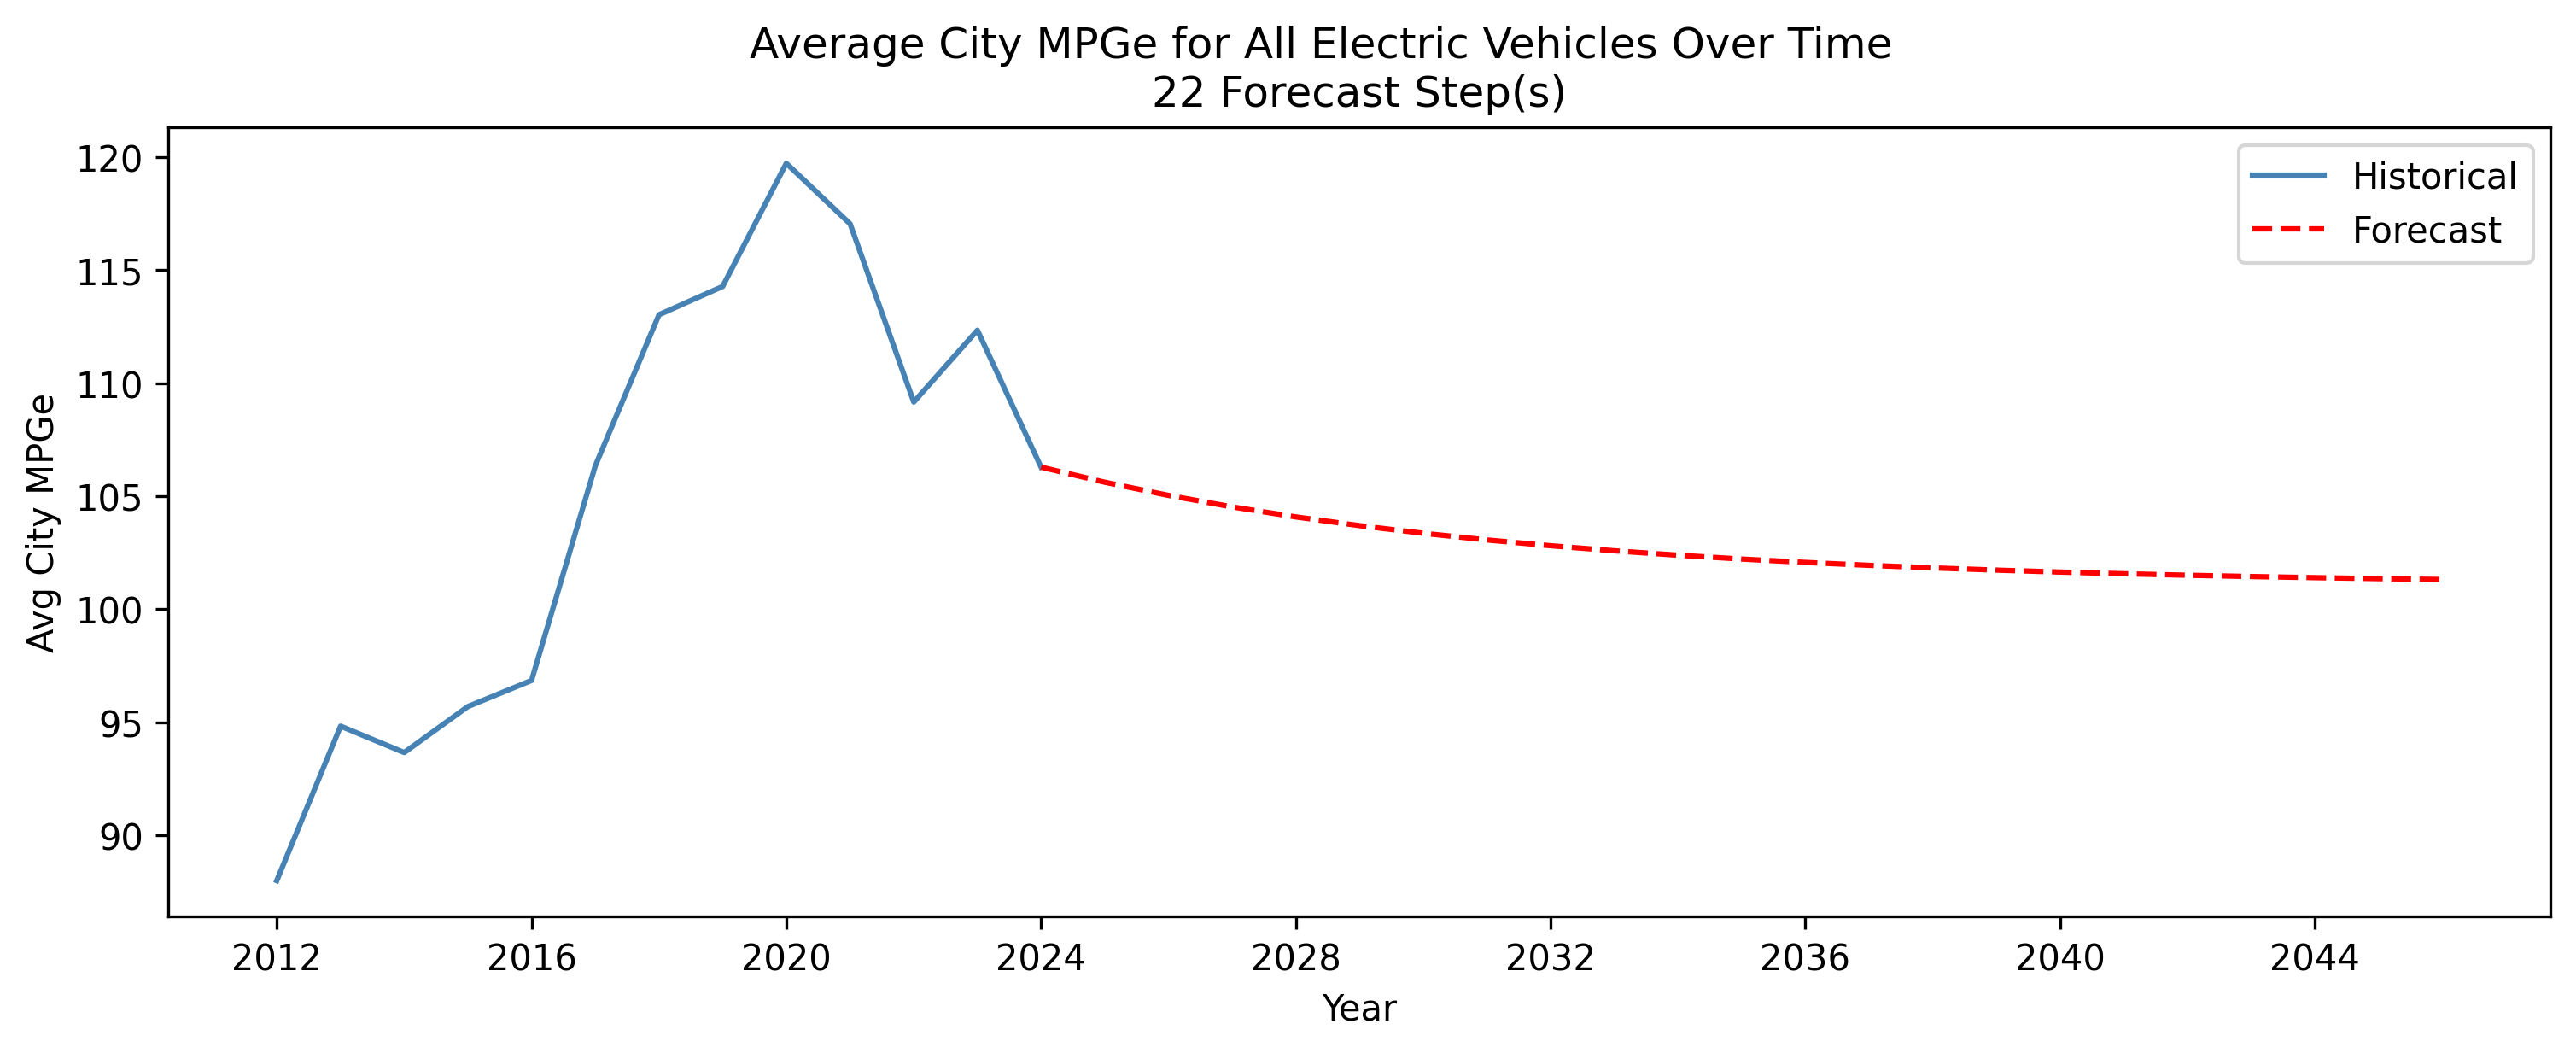 Average City MPGe for All Electric Vehicles Over Time
22 Forecast Step(s)
Historical
Forecast
Avg City MPGe
120
115
110
105
100
95
90
2012 2016 2020 2024 2028 2032 2036 2040 2044
Year